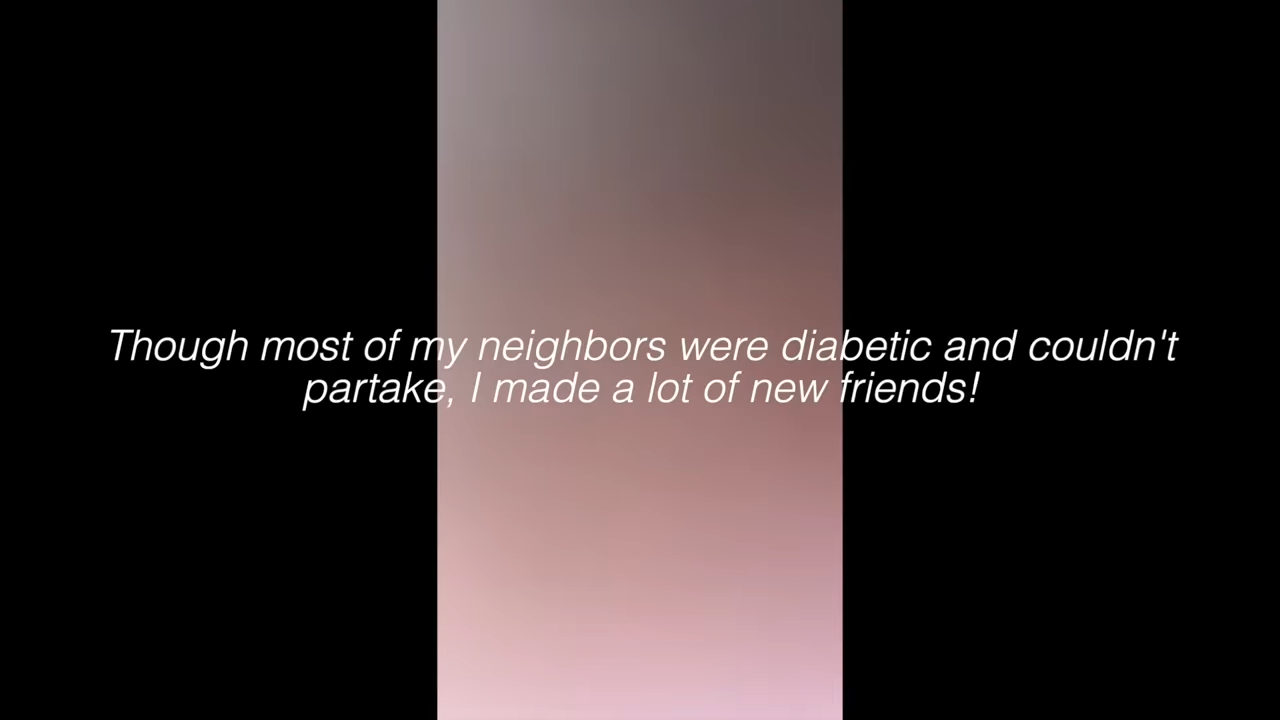 Though most of my neighbors were diabetic and couldn't
partake, I made a lot of new friends!